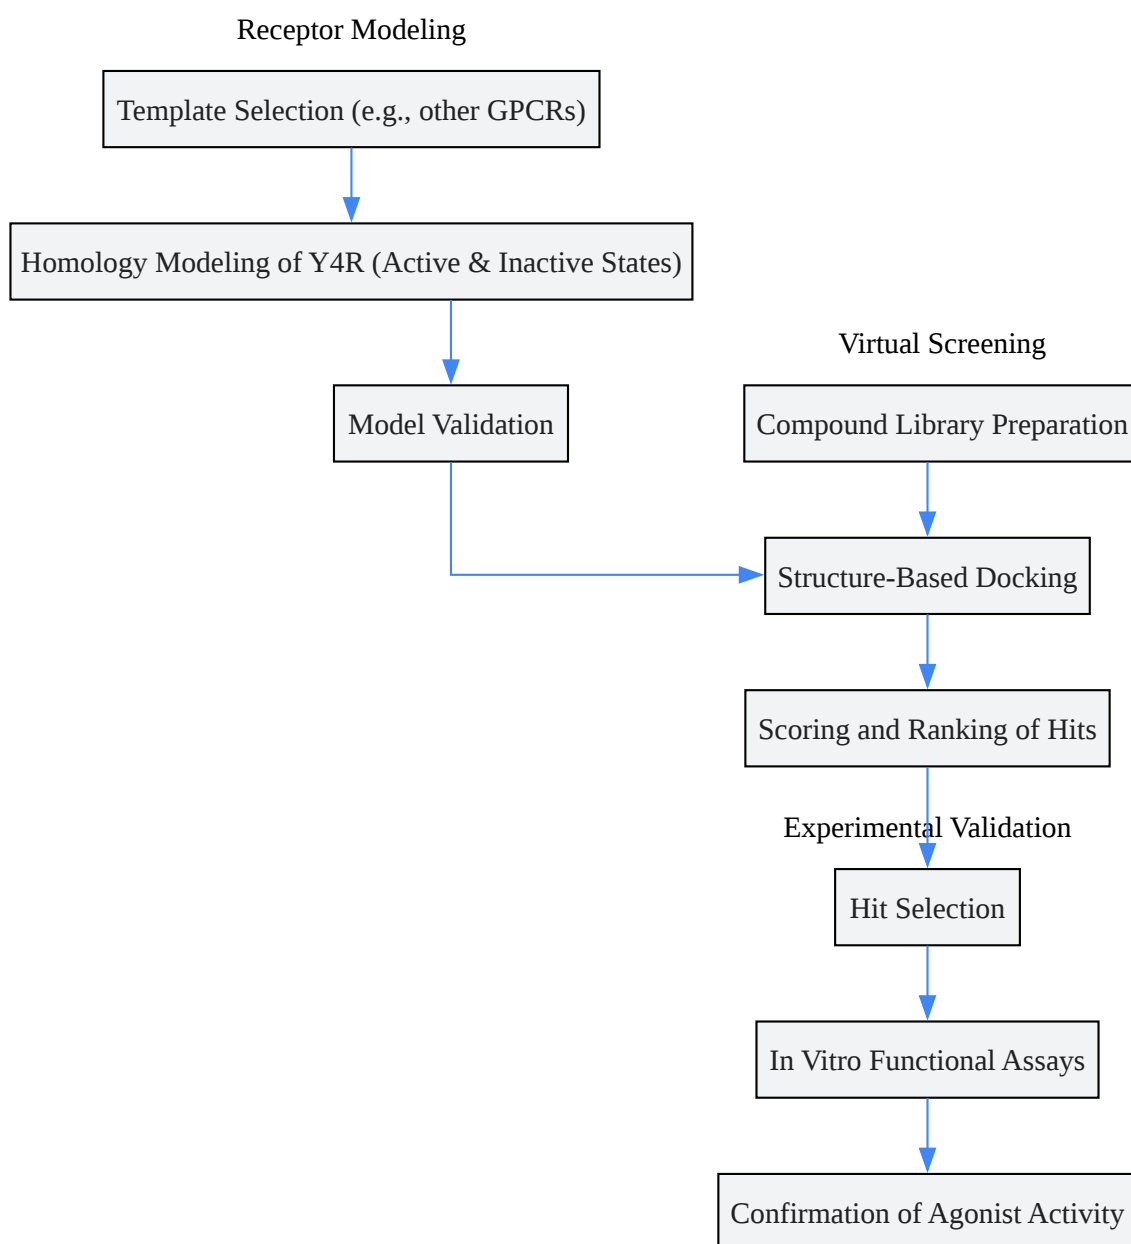 Receptor Modeling
Template Selection (e.g., other GPCRs)
Homology Modeling of Y4R (Active & Inactive States)
Virtual Screening
Model Validation
Compound Library Preparation
Structure-Based Docking
Scoring and Ranking of Hits
Experimental Validation
Hit Selection
In Vitro Functional Assays
Confirmation of Agonist Activity